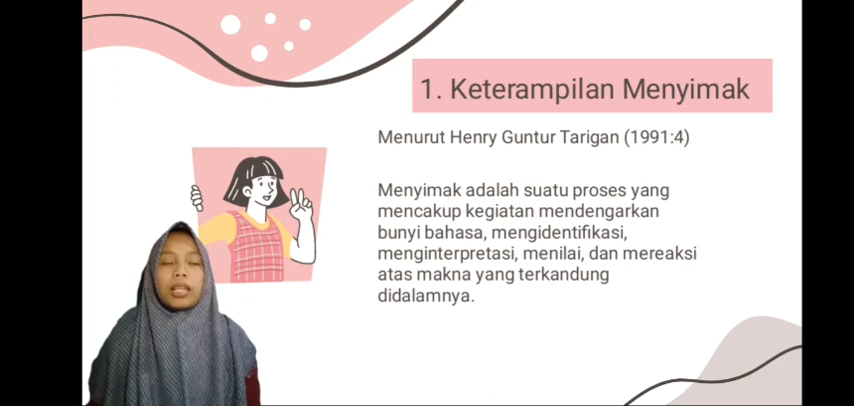 1. Keterampilan Menyimak
Menurut Henry Guntur Tarigan (1991:4)
Menyimak adalah suatu proses yang
mencakup kegiatan mendengarkan
bunyi bahasa, mengidentifikasi,
menginterpretasi, menilai, dan mereaksi
atas makna yang terkandung
didalamnya.